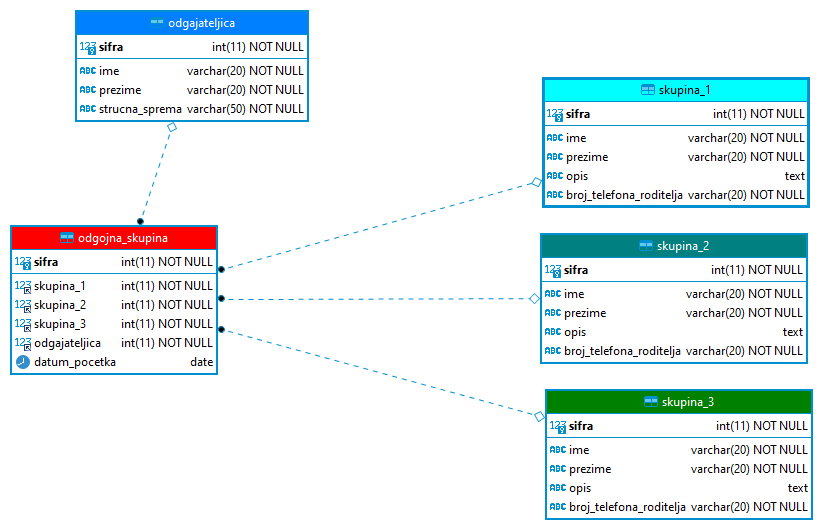 odgajateljica
123 sifra int(11) NOT NULL
ABC ime varchar(20) NOT NULL
ABC prezime varchar(20) NOT NULL
ABC strucna_sprema varchar(50) NOT NULL
skupina_1
123 sifra int(11) NOT NULL
ABC ime varchar(20) NOT NULL
ABC prezime varchar(20) NOT NULL
ABC opis text
ABC broj_telefona_roditelja varchar(20) NOT NULL
odgojna_skupina
123 sifra int(11) NOT NULL
123 skupina_1 int(11) NOT NULL
123 skupina_2 int(11) NOT NULL
123 skupina_3 int(11) NOT NULL
123 odgajateljica int(11) NOT NULL
datum_pocetka date
skupina_2
123 sifra int(11) NOT NULL
ABC ime varchar(20) NOT NULL
ABC prezime varchar(20) NOT NULL
ABC opis text
ABC broj_telefona_roditelja varchar(20) NOT NULL
skupina_3
123 sifra int(11) NOT NULL
ABC ime varchar(20) NOT NULL
ABC prezime varchar(20) NOT NULL
ABC opis text
ABC broj_telefona_roditelja varchar(20) NOT NULL